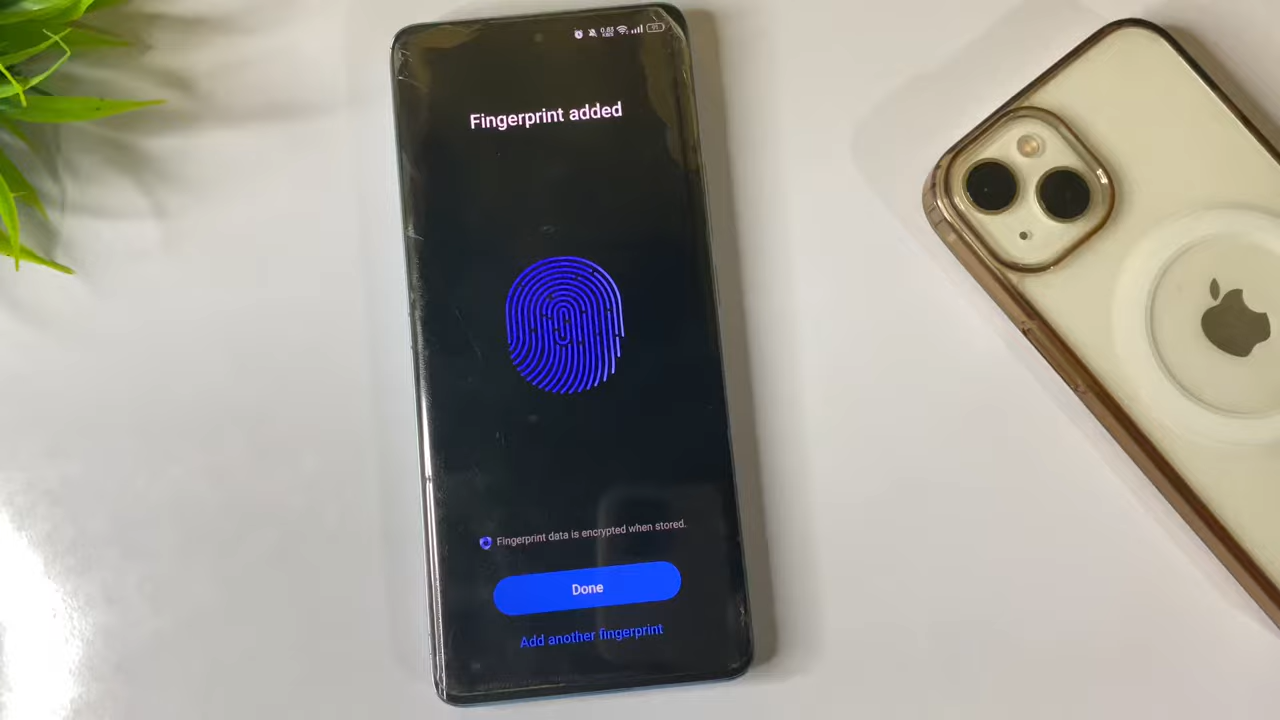 Fingerprint added
Fingerprint data is encrypted when stored.
Done
Add another fingerprint